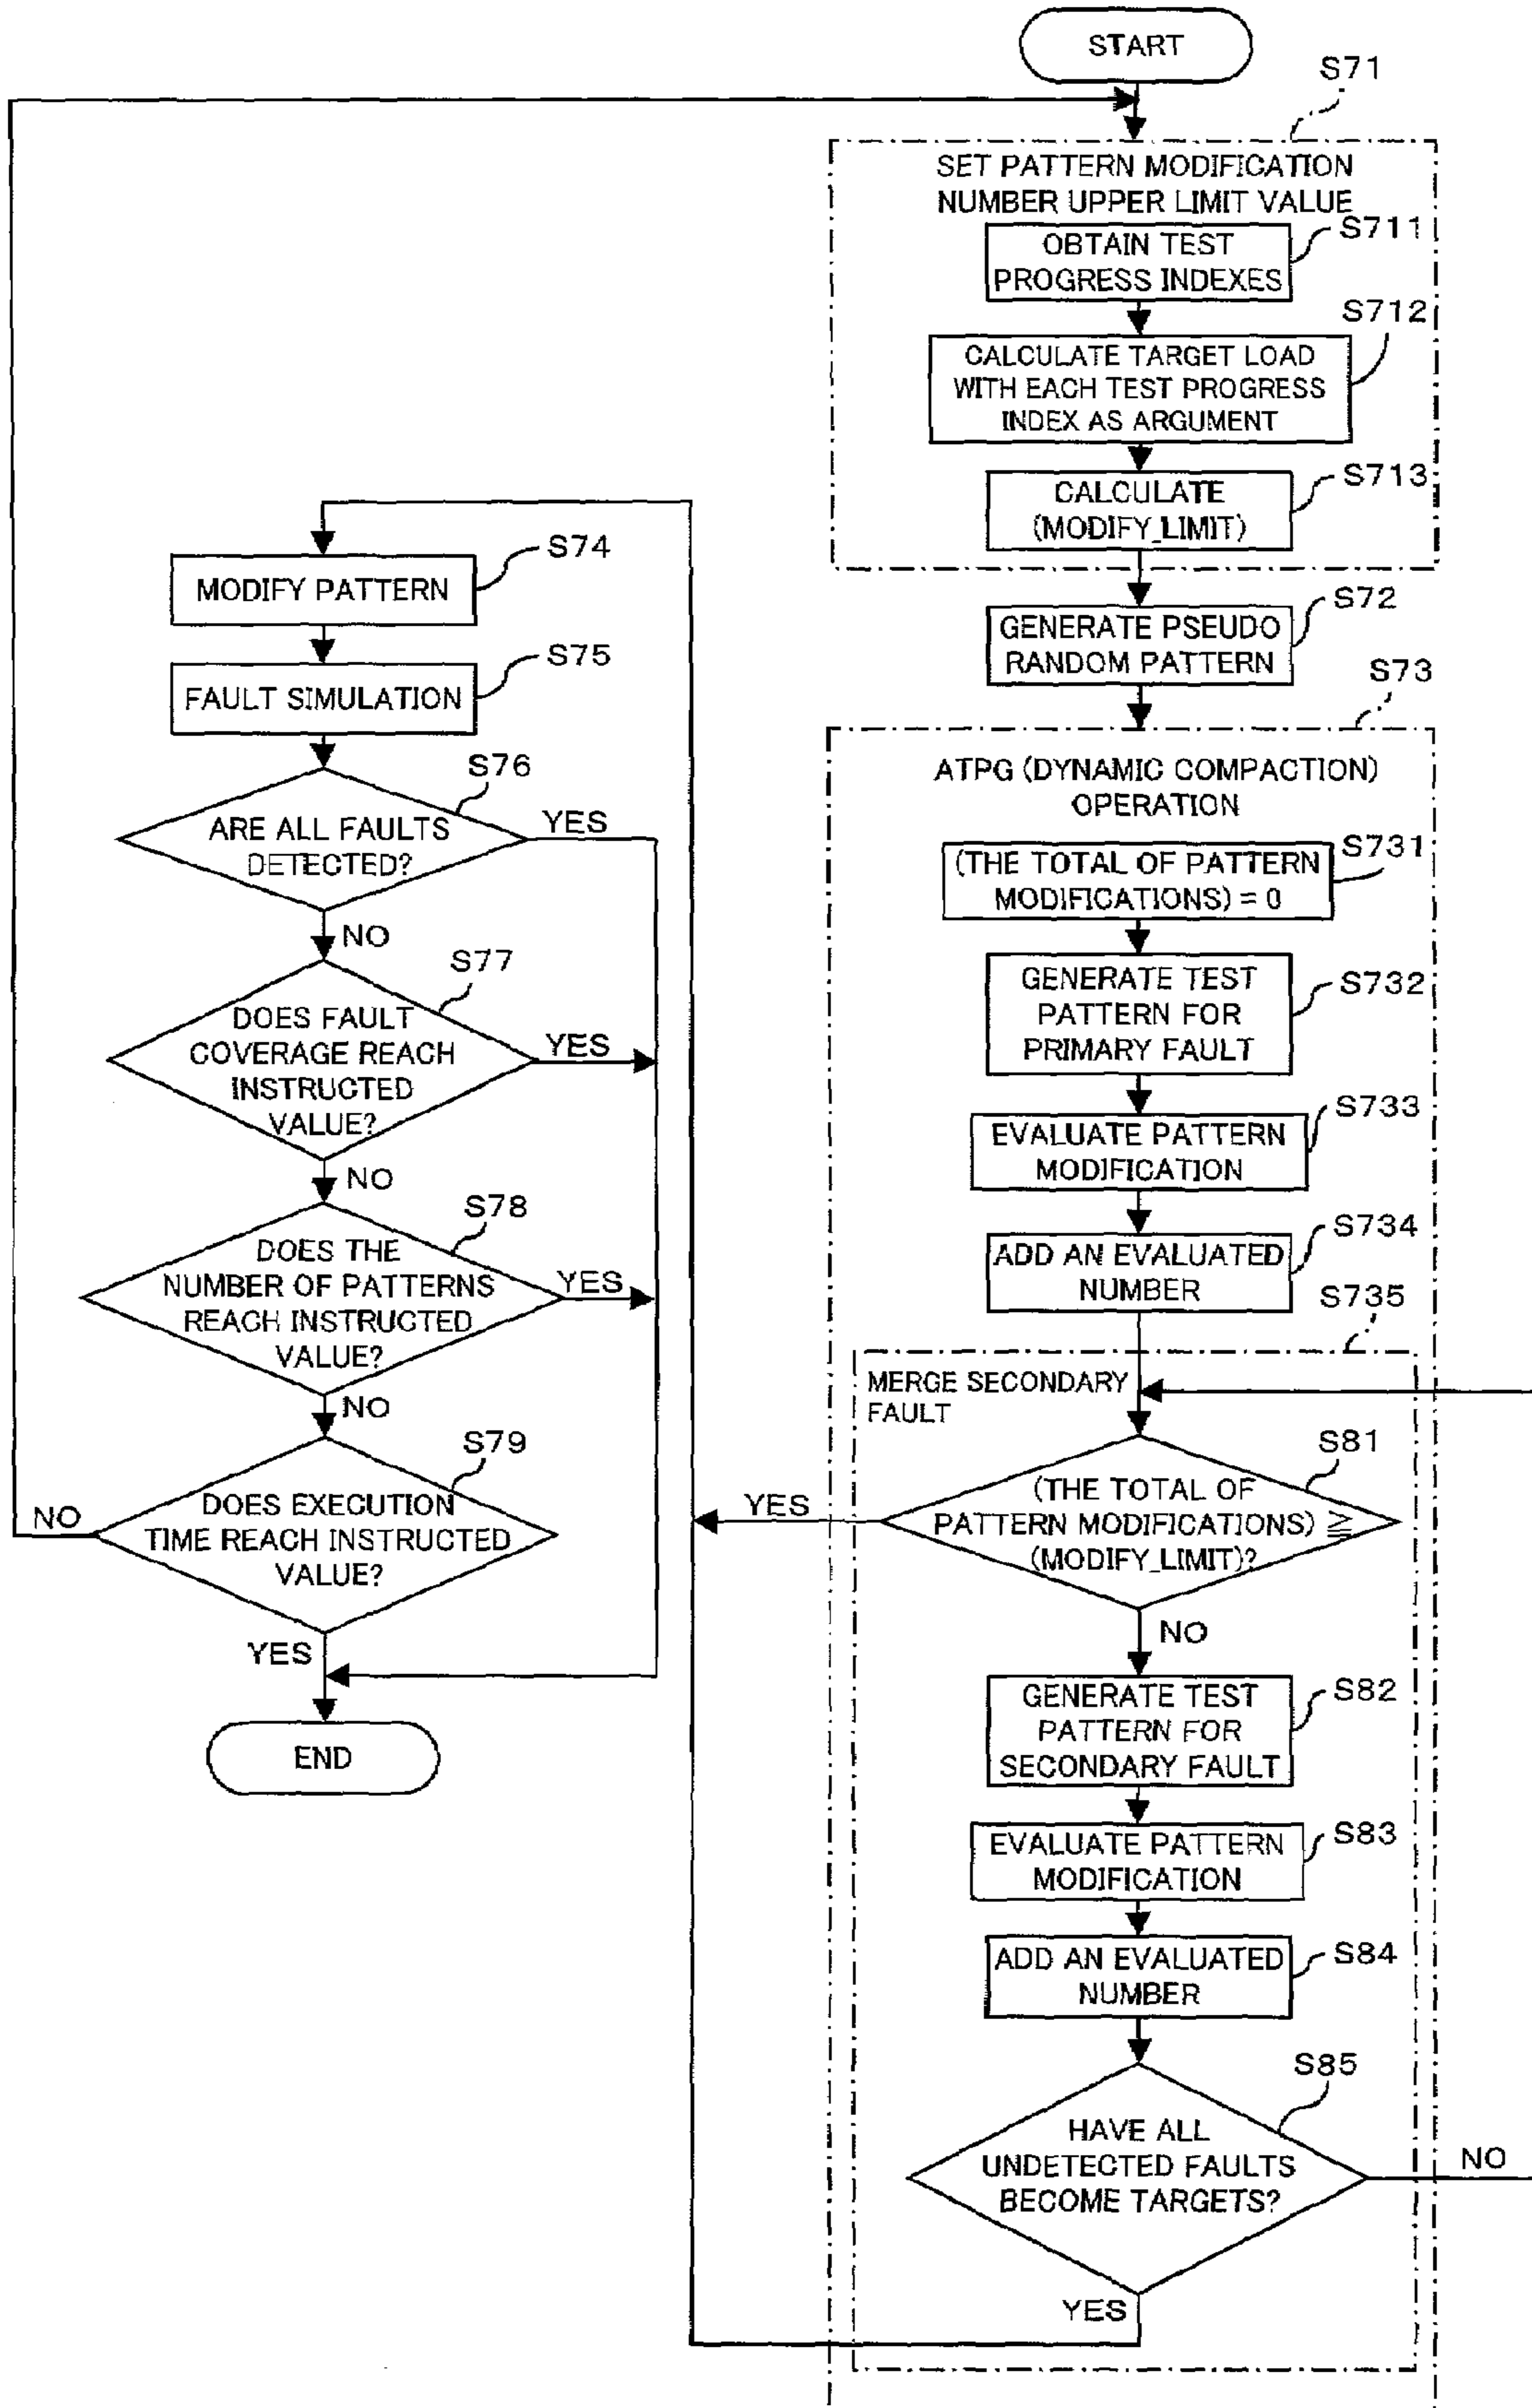 START
S71
SET PATTERN MODIFICATION
NUMBER UPPER LIMIT VALUE
S711
OBTAIN TEST
PROGRESS INDEXES
S712
CALCULATE TARGET LOAD
WITH EACH TEST PROGRESS
INDEX AS ARGUMENT
S713
CALCULATE
(MODIFY_LIMIT)
S72
GENERATE PSEUDO
RANDOM PATTERN
S73
ATPG (DYNAMIC COMPACTION)
OPERATION
S731
(THE TOTAL OF PATTERN
MODIFICATIONS) = 0
S732
GENERATE TEST
PATTERN FOR
PRIMARY FAULT
S733
EVALUATE PATTERN
MODIFICATION
S734
ADD AN EVALUATED
NUMBER
S735
MERGE SECONDARY
FAULT
S81
(THE TOTAL OF
PATTERN MODIFICATIONS) ≧
(MODIFY_LIMIT)?
YES
NO
S82
GENERATE TEST
PATTERN FOR
SECONDARY FAULT
S83
EVALUATE PATTERN
MODIFICATION
S84
ADD AN EVALUATED
NUMBER
S85
HAVE ALL
UNDETECTED FAULTS
BECOME TARGETS?
NO
YES
S74
MODIFY PATTERN
S75
FAULT SIMULATION
S76
ARE ALL FAULTS
DETECTED?
YES
NO
S77
DOES FAULT
COVERAGE REACH
INSTRUCTED
VALUE?
YES
NO
S78
DOES THE
NUMBER OF PATTERNS
REACH INSTRUCTED
VALUE?
YES
NO
S79
DOES EXECUTION
TIME REACH INSTRUCTED
VALUE?
NO
YES
END